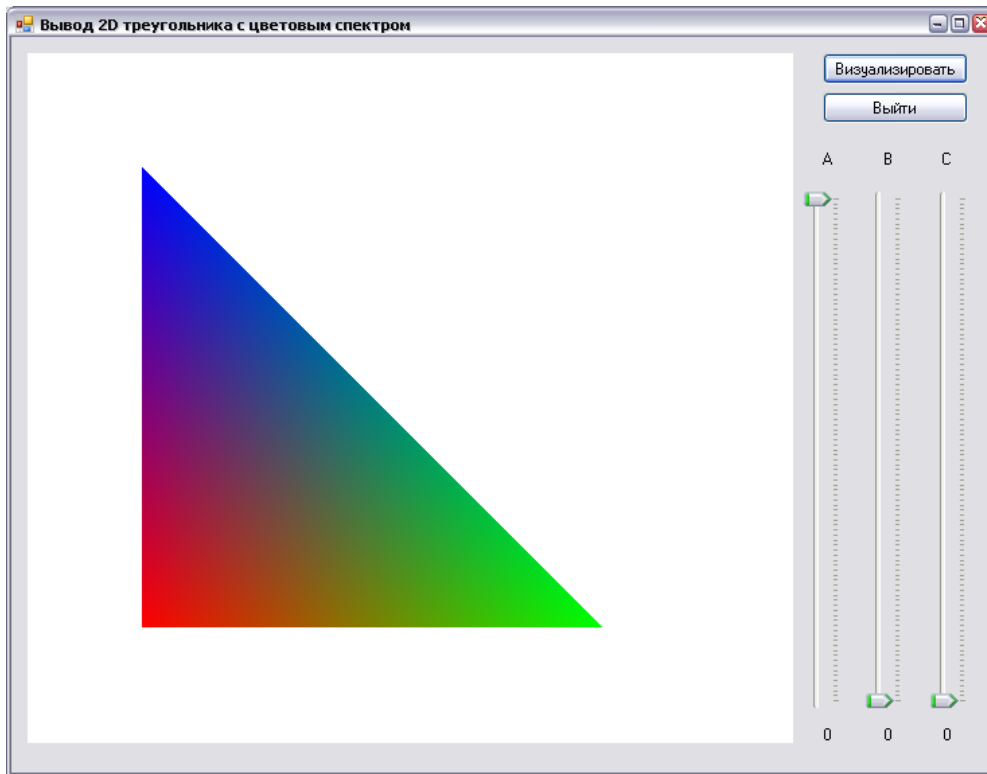 Вывод 2D треугольника с цветовым спектром
Визуализировать
Выйти
A B C
0 0 0